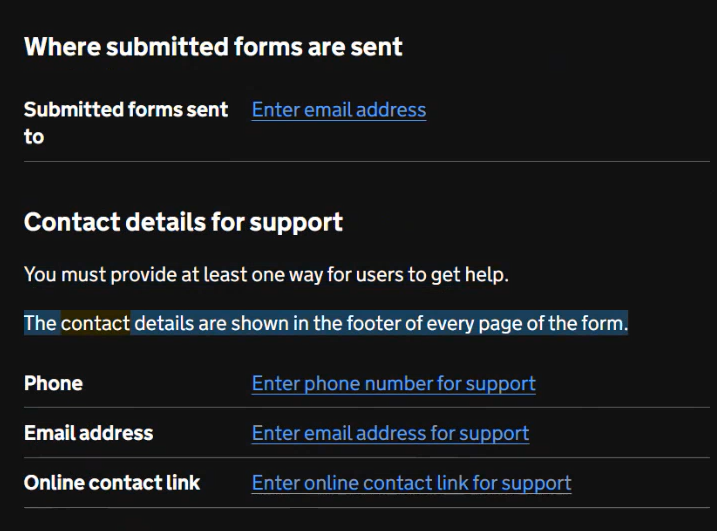 Where submitted forms are sent
Submitted forms sent to
Enter email address
Contact details for support
You must provide at least one way for users to get help.
The contact details are shown in the footer of every page of the form.
Phone
Enter phone number for support
Email address
Enter email address for support
Online contact link
Enter online contact link for support